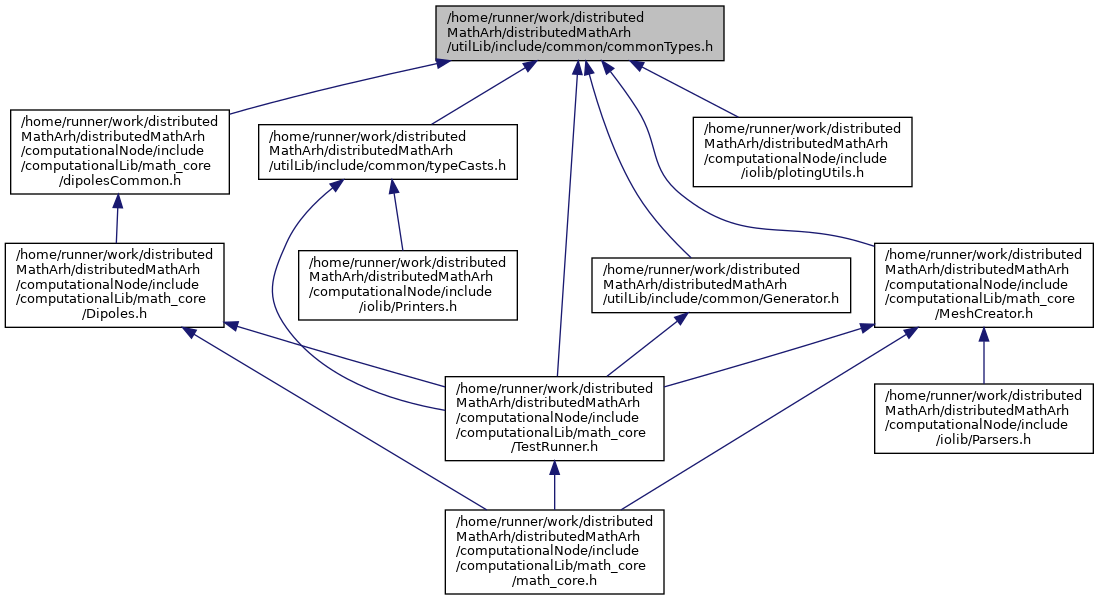 /home/runner/work/distributed
MathArh/distributedMathArh
/utilLib/include/common/commonTypes.h
/home/runner/work/distributed
MathArh/distributedMathArh
/computationalNode/include
/computationalLib/math_core
/dipolesCommon.h
/home/runner/work/distributed
MathArh/distributedMathArh
/utilLib/include/common/typeCasts.h
/home/runner/work/distributed
MathArh/distributedMathArh
/computationalNode/include
/iolib/plotingUtils.h
/home/runner/work/distributed
MathArh/distributedMathArh
/computationalNode/include
/computationalLib/math_core
/Dipoles.h
/home/runner/work/distributed
MathArh/distributedMathArh
/computationalNode/include
/iolib/Printers.h
/home/runner/work/distributed
MathArh/distributedMathArh
/utilLib/include/common/Generator.h
/home/runner/work/distributed
MathArh/distributedMathArh
/computationalNode/include
/computationalLib/math_core
/MeshCreator.h
/home/runner/work/distributed
MathArh/distributedMathArh
/computationalNode/include
/computationalLib/math_core
/TestRunner.h
/home/runner/work/distributed
MathArh/distributedMathArh
/computationalNode/include
/iolib/Parsers.h
/home/runner/work/distributed
MathArh/distributedMathArh
/computationalNode/include
/computationalLib/math_core
/math_core.h